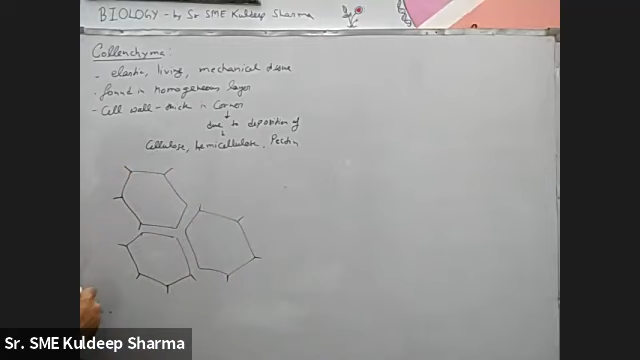 BIOLOGY - by Sr SME Kuldeep Sharma
Collenchyma:
- elastic, living, mechanical tissue
- found in homogeneous layer
- Cell wall - thick in Corner
due to deposition of
Cellulose, hemicellulose, Pectin
Sr. SME Kuldeep Sharma